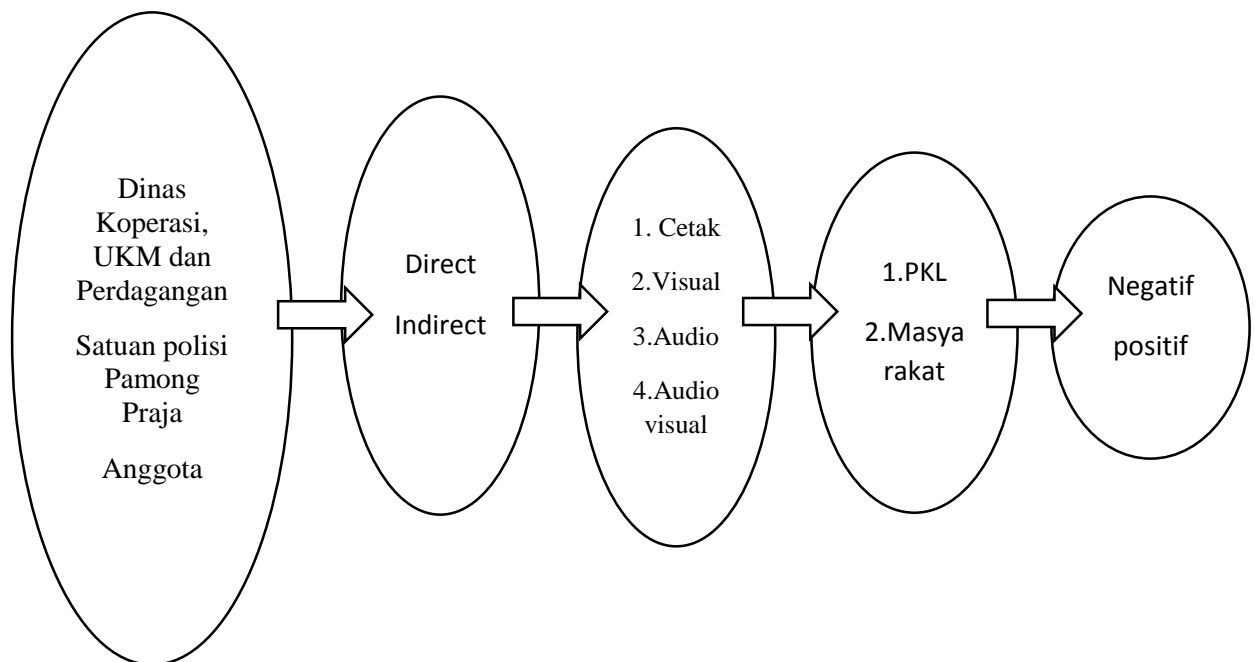 Dinas
Koperasi,
UKM dan
Perdagangan
Satuan polisi
Pamong
Praja
Anggota
Direct
Indirect
1. Cetak
2.Visual
3.Audio
4.Audio
visual
1.PKL
2.Masya
rakat
Negatif
positif